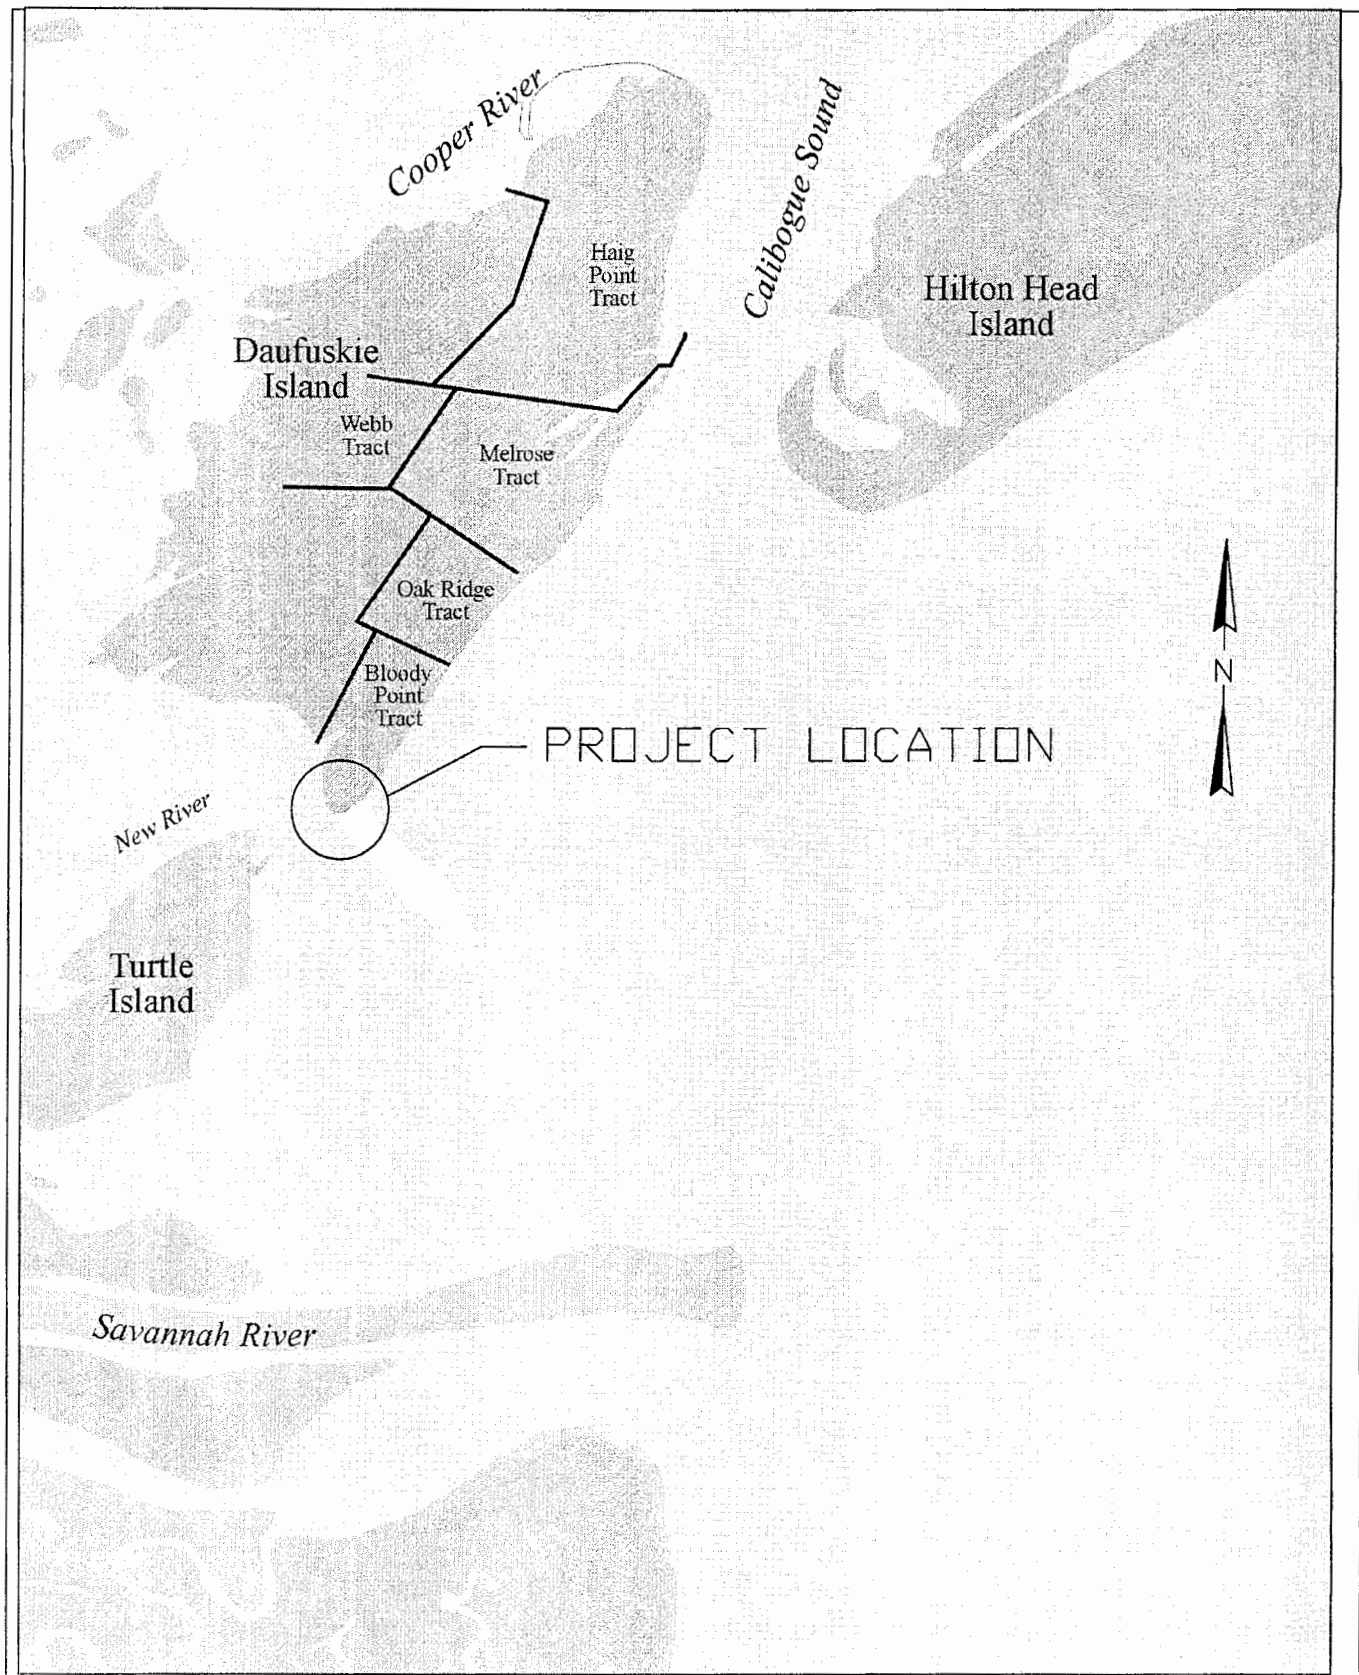 Cooper River
Calibogue Sound
Haig
Point
Tract
Hilton Head
Island
Daufuskie
Island
Webb
Tract
Melrose
Tract
Oak Ridge
Tract
Bloody
Point
Tract
N
PROJECT LOCATION
New River
Turtle
Island
Savannah River